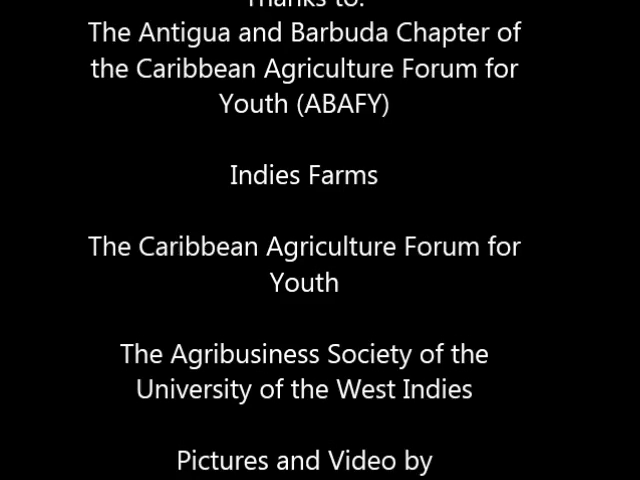 Thanks to:
The Antigua and Barbuda Chapter of
the Caribbean Agriculture Forum for
Youth (ABAFY)
Indies Farms
The Caribbean Agriculture Forum for
Youth
The Agribusiness Society of the
University of the West Indies
Pictures and Video by